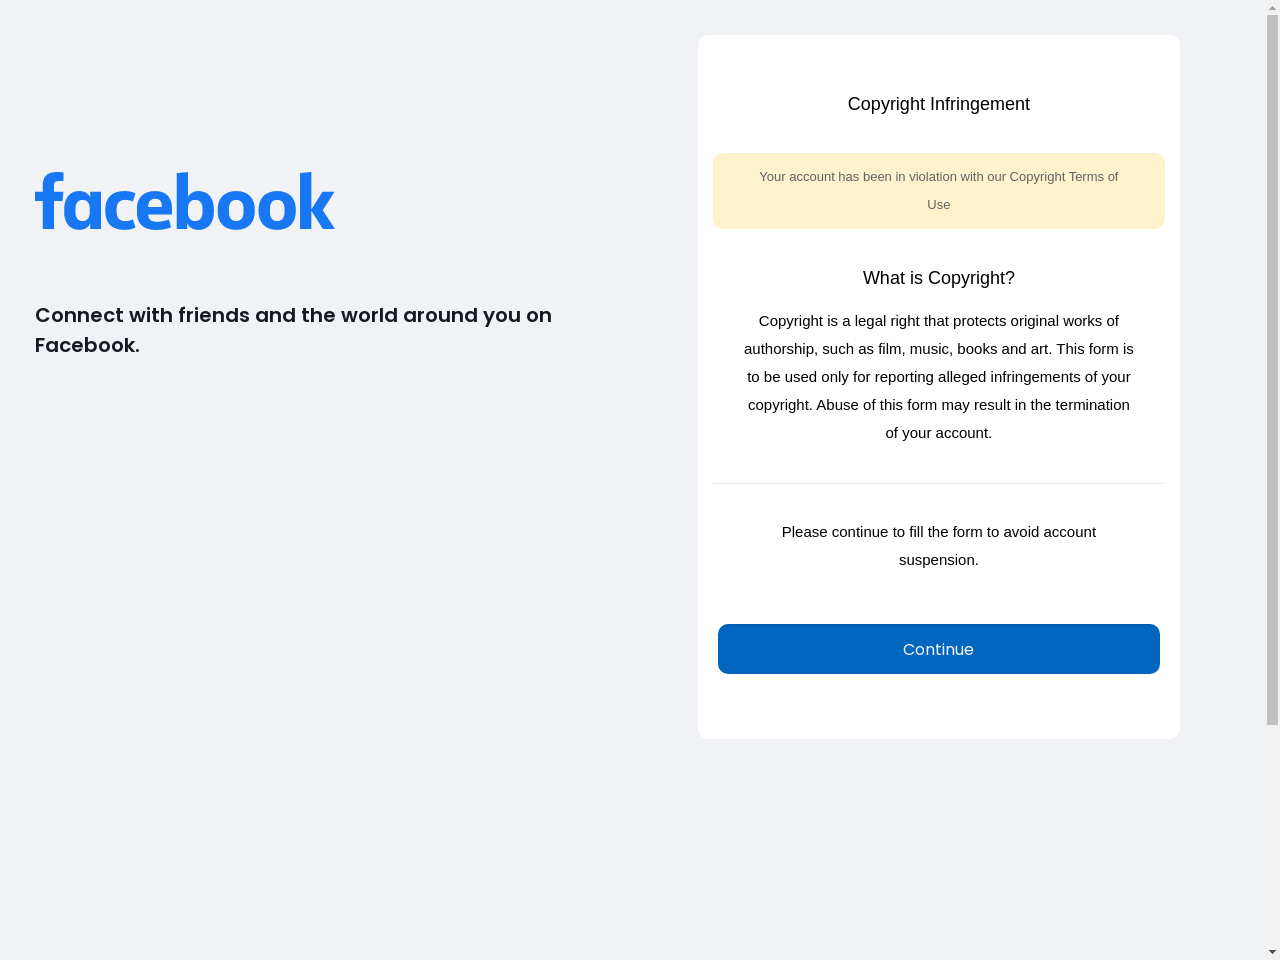 facebook
Connect with friends and the world around you on
Facebook.
Copyright Infringement
Your account has been in violation with our Copyright Terms of
Use
What is Copyright?
Copyright is a legal right that protects original works of
authorship, such as film, music, books and art. This form is
to be used only for reporting alleged infringements of your
copyright. Abuse of this form may result in the termination
of your account.
Please continue to fill the form to avoid account
suspension.
Continue